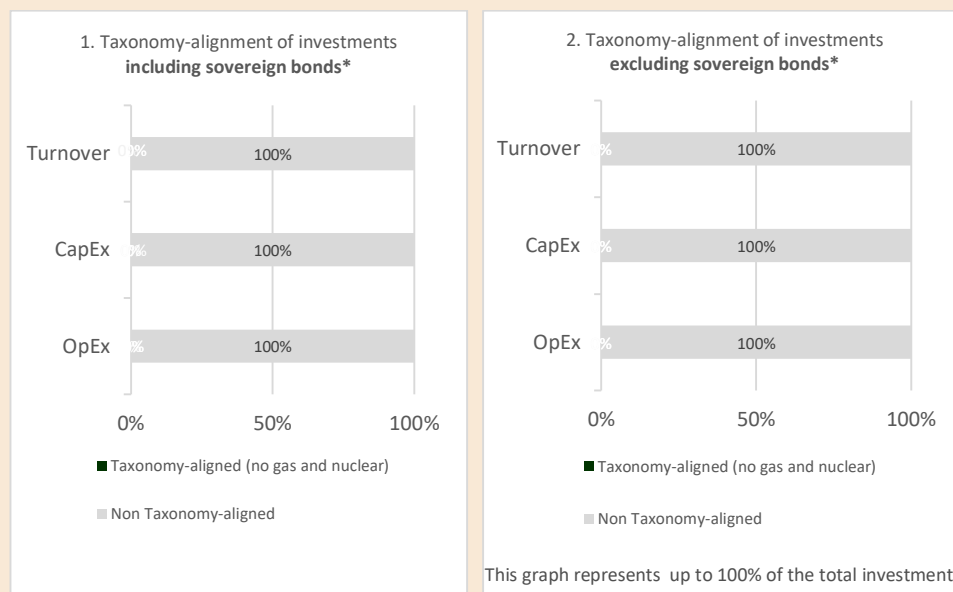 1. Taxonomy-alignment of investments
including sovereign bonds*
Turnover 100%
CapEx 100%
OpEx 100%
0% 50% 100%
Taxonomy-aligned (no gas and nuclear)
Non Taxonomy-aligned
2. Taxonomy-alignment of investments
excluding sovereign bonds*
Turnover % 100%
CapEx % 100%
OpEx % 100%
0% 50% 100%
Taxonomy-aligned (no gas and nuclear)
Non Taxonomy-aligned
This graph represents up to 100% of the total investment